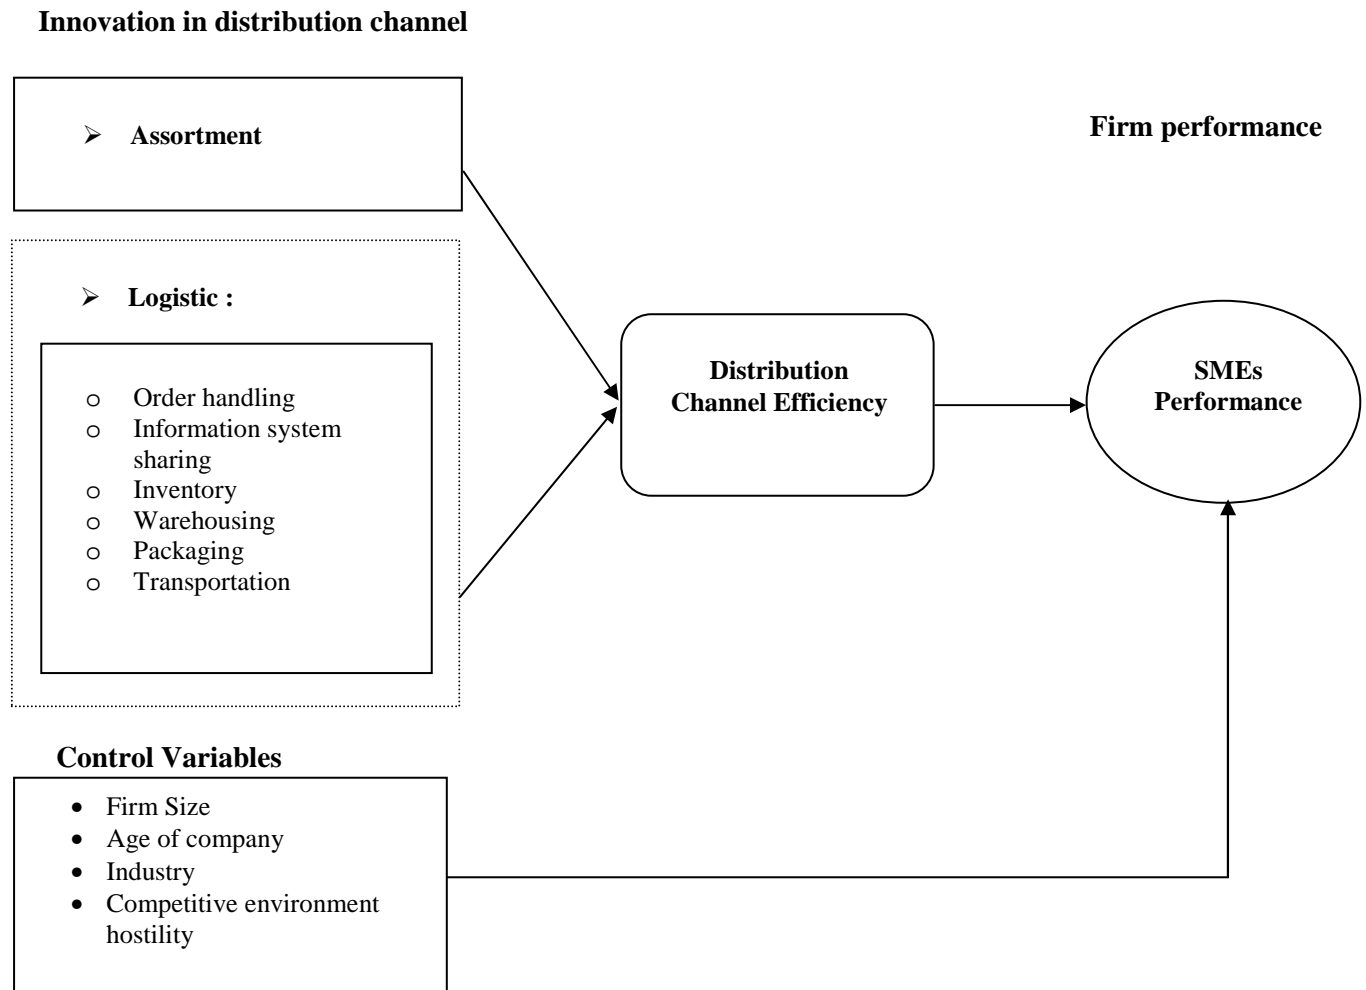 Innovation in distribution channel
Firm performance
➢ Assortment
➢ Logistic :
o Order handling
o Information system
sharing
o Inventory
o Warehousing
o Packaging
o Transportation
Distribution
Channel Efficiency
SMEs
Performance
Control Variables
• Firm Size
• Age of company
• Industry
• Competitive environment
hostility